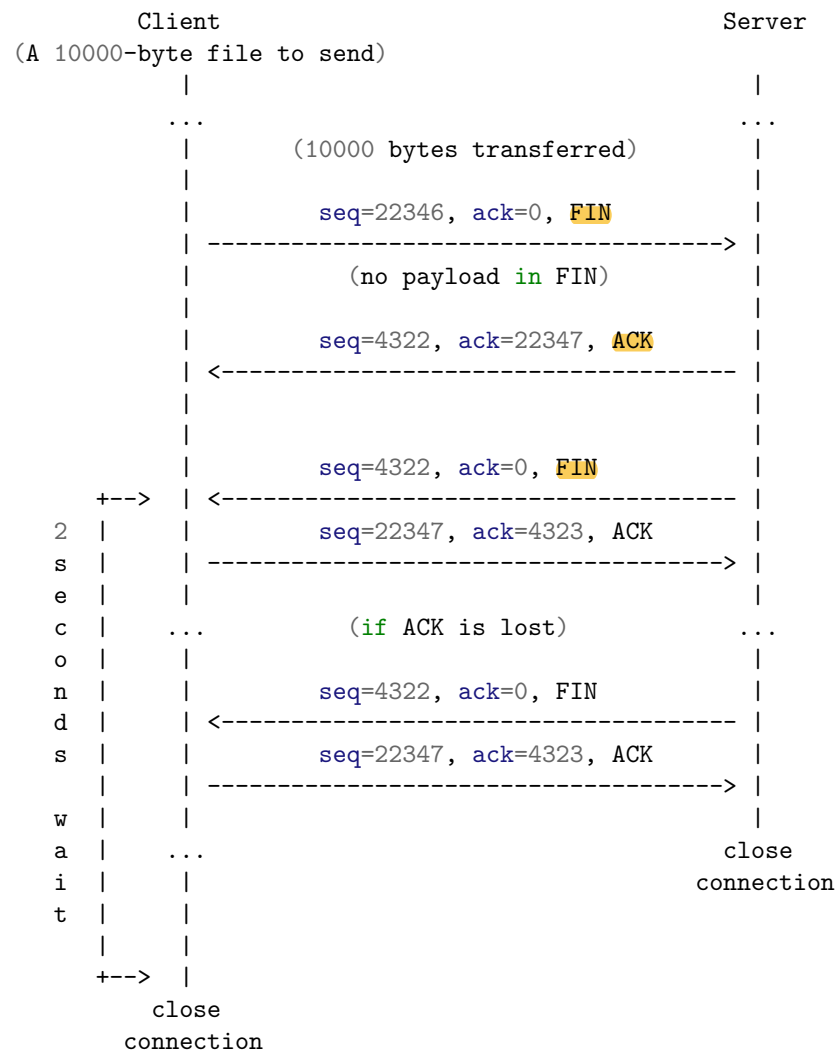 Client Server
(A 10000-byte file to send)
| |
... ...
| (10000 bytes transferred) |
| |
| seq=22346, ack=0, FIN |
| -------------------------------------> |
| (no payload in FIN) |
| |
| seq=4322, ack=22347, ACK |
| <------------------------------------- |
| |
| |
| seq=4322, ack=0, FIN |
+--> | <------------------------------------- |
2 | | seq=22347, ack=4323, ACK |
s | | -------------------------------------> |
e | | |
c | ... (if ACK is lost) ...
o | | |
n | | seq=4322, ack=0, FIN |
d | | <------------------------------------- |
s | | seq=22347, ack=4323, ACK |
| | -------------------------------------> |
w | | |
a | ... close
i | | connection
t | |
| |
+--> |
close
connection